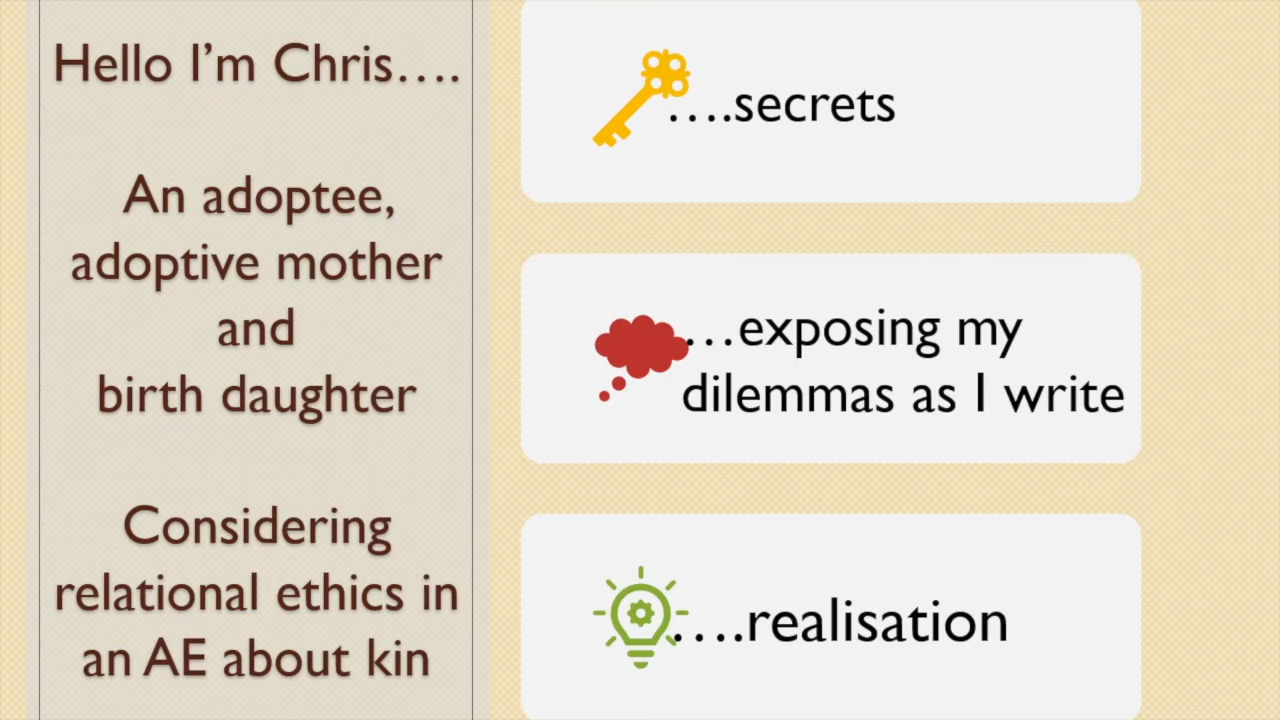 Hello I’m Chris….
An adoptee,
adoptive mother
and
birth daughter
Considering
relational ethics in
an AE about kin
….secrets
…exposing my
dilemmas as I write
….realisation